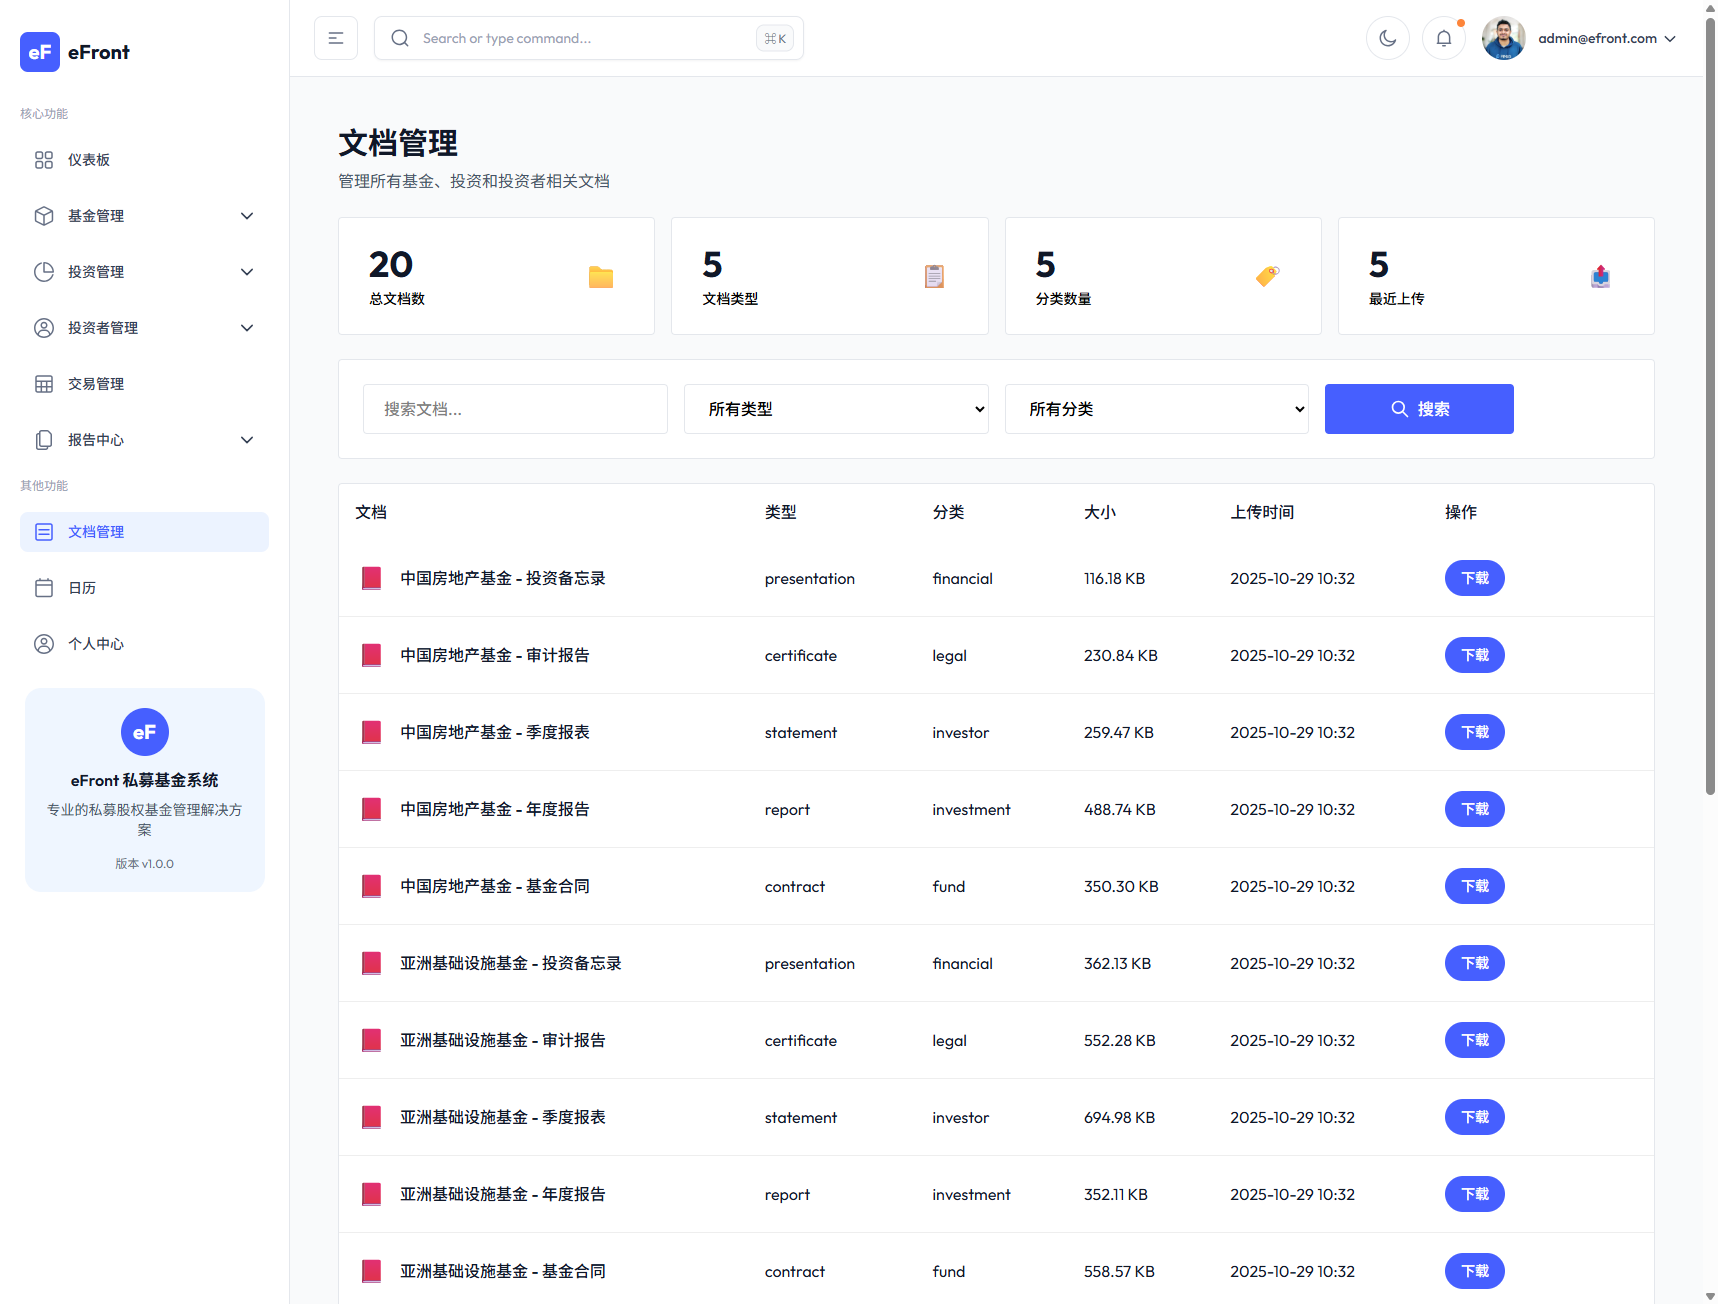 eF eFront
核心功能
仪表板
基金管理
投资管理
投资者管理
交易管理
报告中心
其他功能
文档管理
日历
个人中心
eF
eFront 私募基金系统
专业的私募股权基金管理解决方
案
版本 v1.0.0
Search or type command...
⌘K
admin@efront.com
文档管理
管理所有基金、投资和投资者相关文档
20
总文档数
5
文档类型
5
分类数量
5
最近上传
搜索文档...
所有类型
所有分类
搜索
文档 类型 分类 大小 上传时间 操作
中国房地产基金 - 投资备忘录 presentation financial 116.18 KB 2025-10-29 10:32 下载
中国房地产基金 - 审计报告 certificate legal 230.84 KB 2025-10-29 10:32 下载
中国房地产基金 - 季度报表 statement investor 259.47 KB 2025-10-29 10:32 下载
中国房地产基金 - 年度报告 report investment 488.74 KB 2025-10-29 10:32 下载
中国房地产基金 - 基金合同 contract fund 350.30 KB 2025-10-29 10:32 下载
亚洲基础设施基金 - 投资备忘录 presentation financial 362.13 KB 2025-10-29 10:32 下载
亚洲基础设施基金 - 审计报告 certificate legal 552.28 KB 2025-10-29 10:32 下载
亚洲基础设施基金 - 季度报表 statement investor 694.98 KB 2025-10-29 10:32 下载
亚洲基础设施基金 - 年度报告 report investment 352.11 KB 2025-10-29 10:32 下载
亚洲基础设施基金 - 基金合同 contract fund 558.57 KB 2025-10-29 10:32 下载